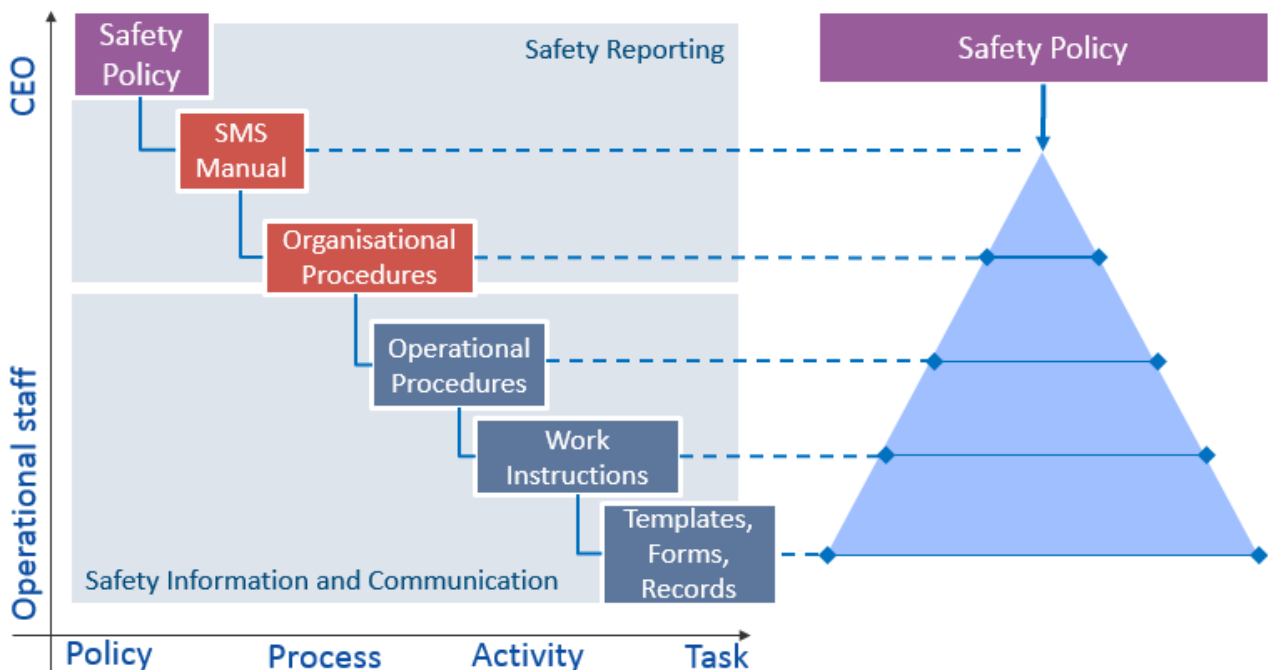 Safety
Policy
Safety Reporting
Safety Policy
CEO
SMS
Manual
Organisational
Procedures
Operational
Procedures
Operational staff
Work
Instructions
Templates,
Forms,
Records
Safety Information and Communication
Policy
Process
Activity
Task